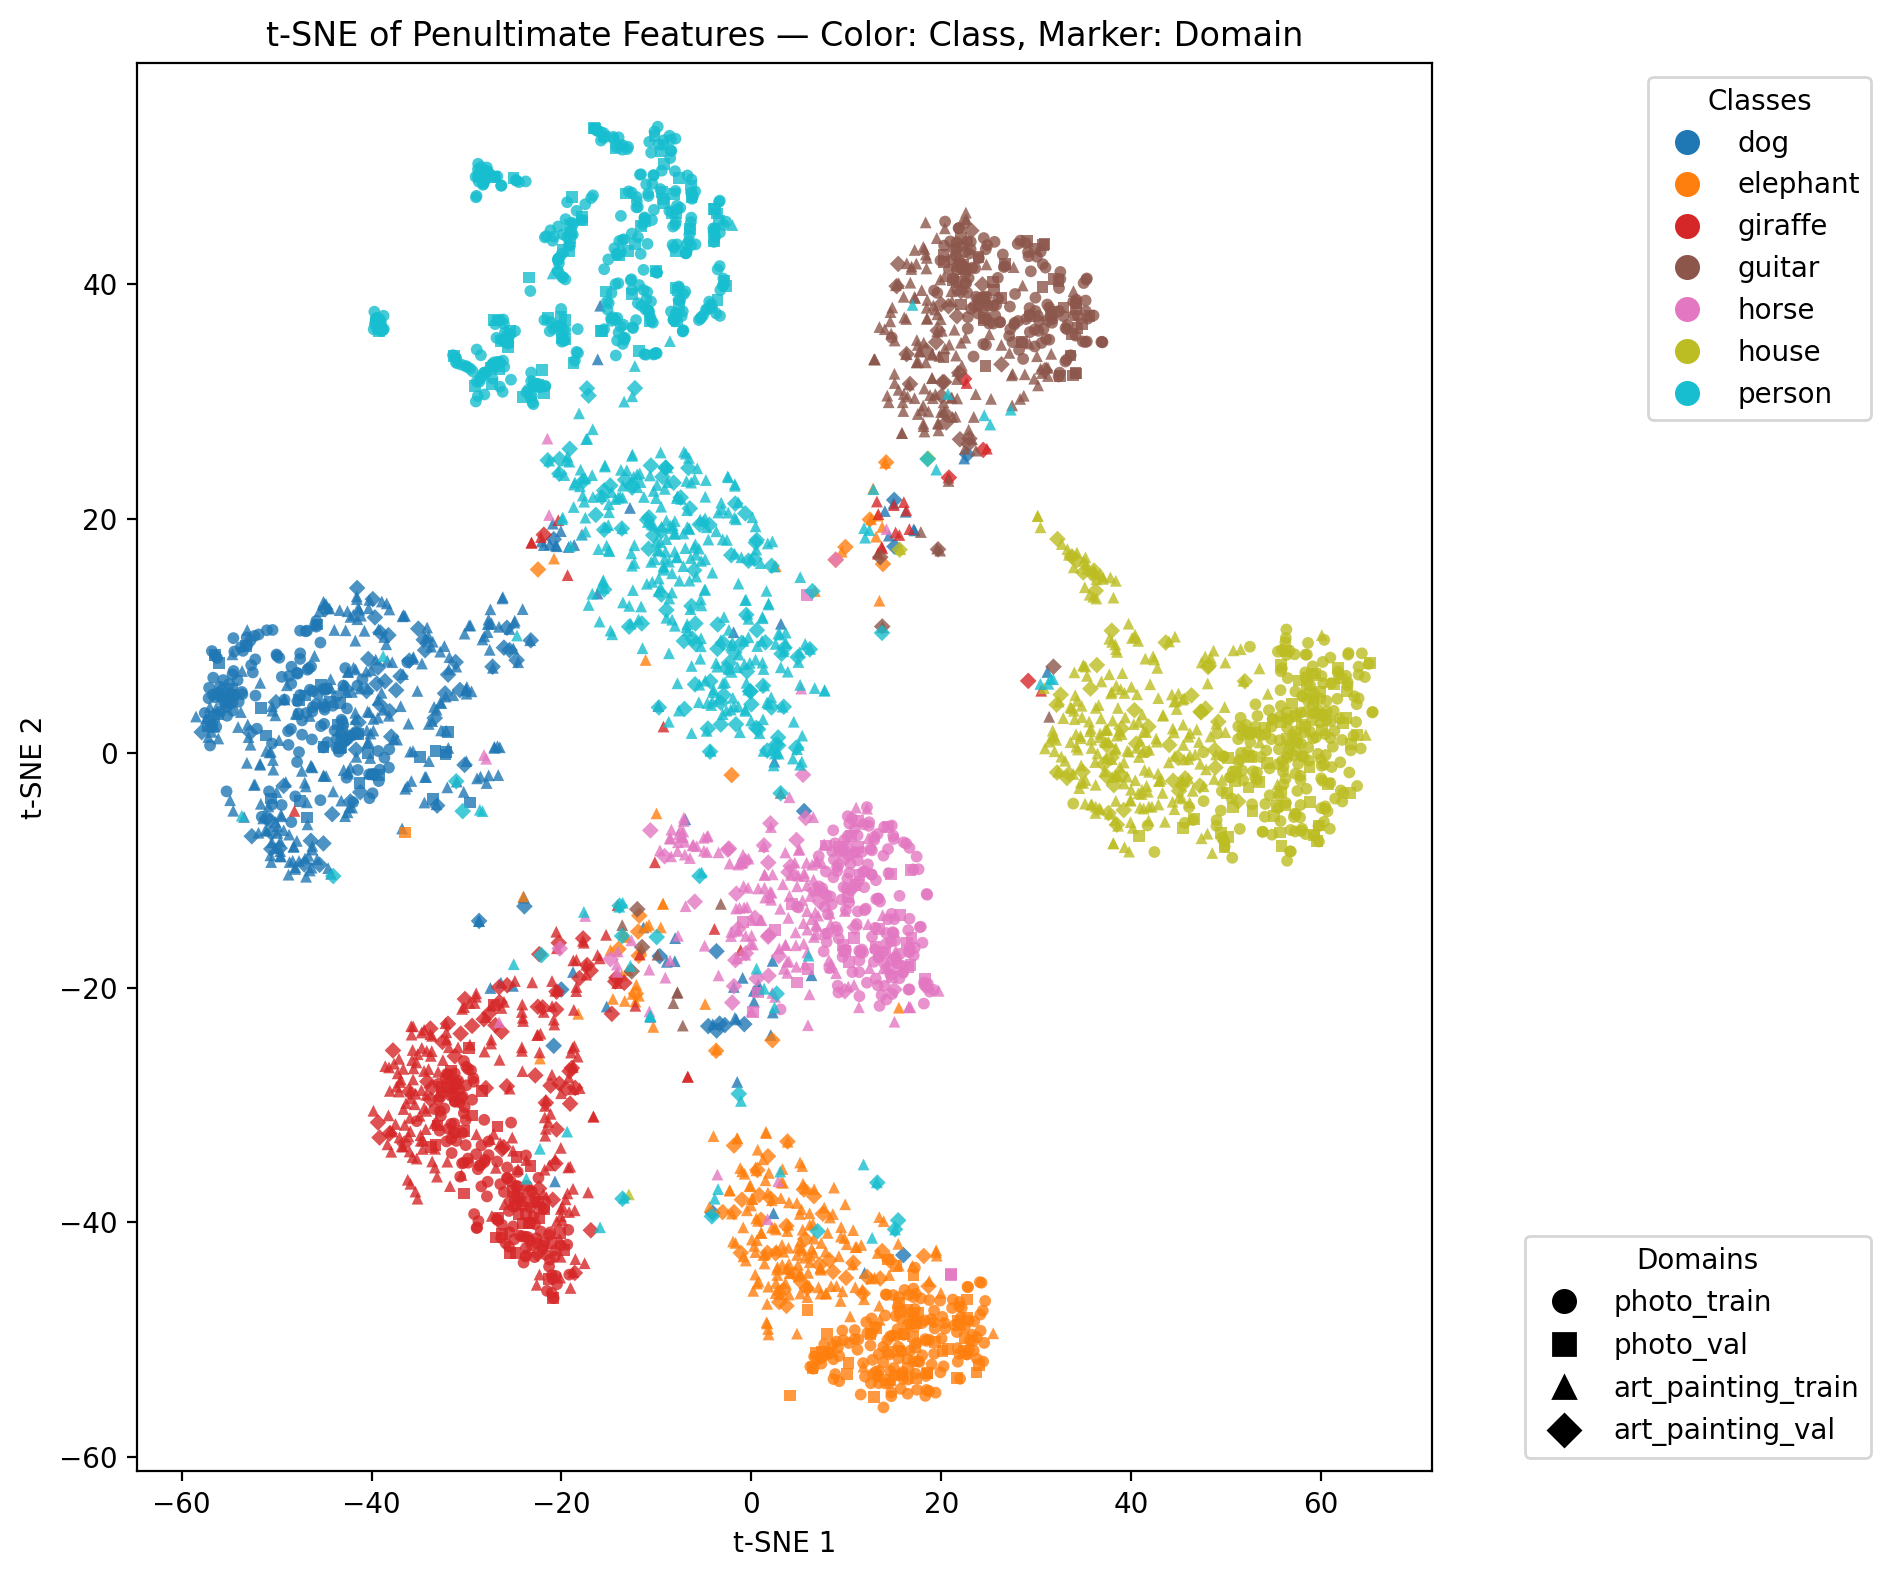 t-SNE of Penultimate Features — Color: Class, Marker: Domain
Classes
dog
elephant
giraffe
guitar
horse
house
person
40
20
0
−20
−40
−60
t-SNE 2
−60 −40 −20 0 20 40 60
t-SNE 1
Domains
photo_train
photo_val
art_painting_train
art_painting_val